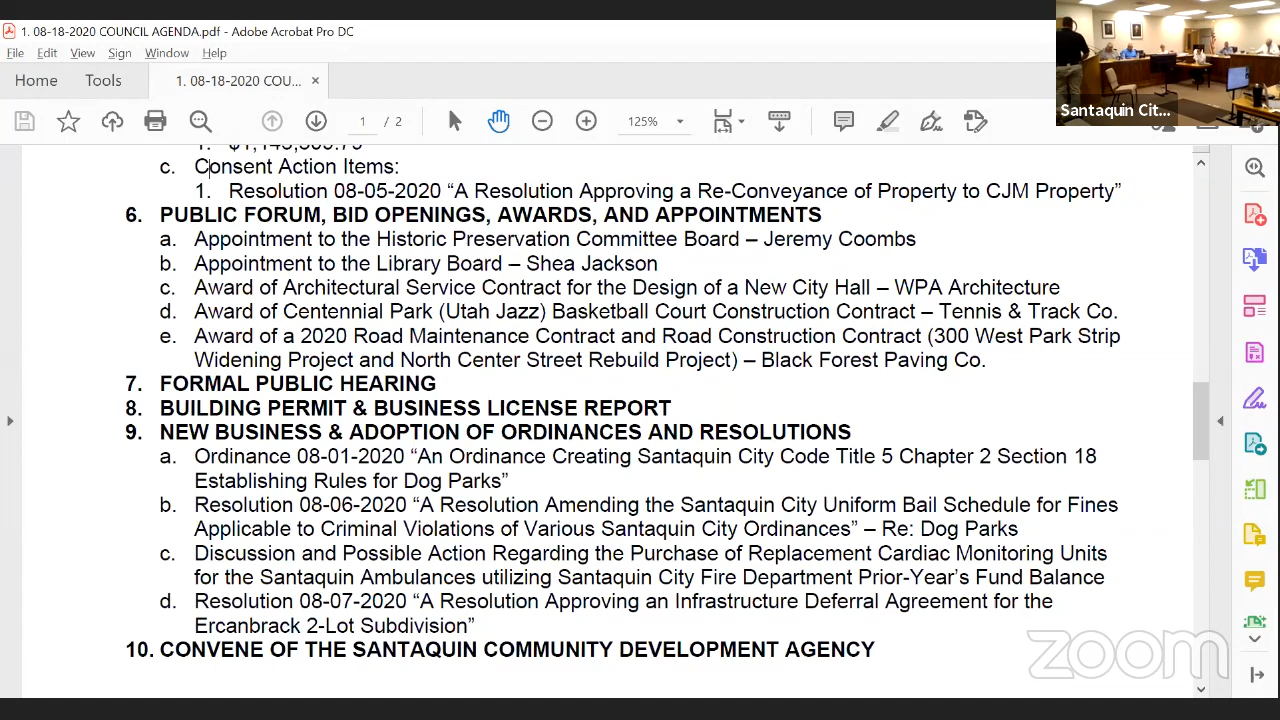 1. 08-18-2020 COUNCIL AGENDA.pdf - Adobe Acrobat Pro DC
File Edit View Sign Window Help
Home Tools 1. 08-18-2020 COU... ×
1 / 2 125%
Santaquin Cit...
c. Consent Action Items:
1. Resolution 08-05-2020 “A Resolution Approving a Re-Conveyance of Property to CJM Property”
6. PUBLIC FORUM, BID OPENINGS, AWARDS, AND APPOINTMENTS
a. Appointment to the Historic Preservation Committee Board – Jeremy Coombs
b. Appointment to the Library Board – Shea Jackson
c. Award of Architectural Service Contract for the Design of a New City Hall – WPA Architecture
d. Award of Centennial Park (Utah Jazz) Basketball Court Construction Contract – Tennis & Track Co.
e. Award of a 2020 Road Maintenance Contract and Road Construction Contract (300 West Park Strip
Widening Project and North Center Street Rebuild Project) – Black Forest Paving Co.
7. FORMAL PUBLIC HEARING
8. BUILDING PERMIT & BUSINESS LICENSE REPORT
9. NEW BUSINESS & ADOPTION OF ORDINANCES AND RESOLUTIONS
a. Ordinance 08-01-2020 “An Ordinance Creating Santaquin City Code Title 5 Chapter 2 Section 18
Establishing Rules for Dog Parks”
b. Resolution 08-06-2020 “A Resolution Amending the Santaquin City Uniform Bail Schedule for Fines
Applicable to Criminal Violations of Various Santaquin City Ordinances” – Re: Dog Parks
c. Discussion and Possible Action Regarding the Purchase of Replacement Cardiac Monitoring Units
for the Santaquin Ambulances utilizing Santaquin City Fire Department Prior-Year’s Fund Balance
d. Resolution 08-07-2020 “A Resolution Approving an Infrastructure Deferral Agreement for the
Ercanbrack 2-Lot Subdivision”
10. CONVENE OF THE SANTAQUIN COMMUNITY DEVELOPMENT AGENCY
zoom